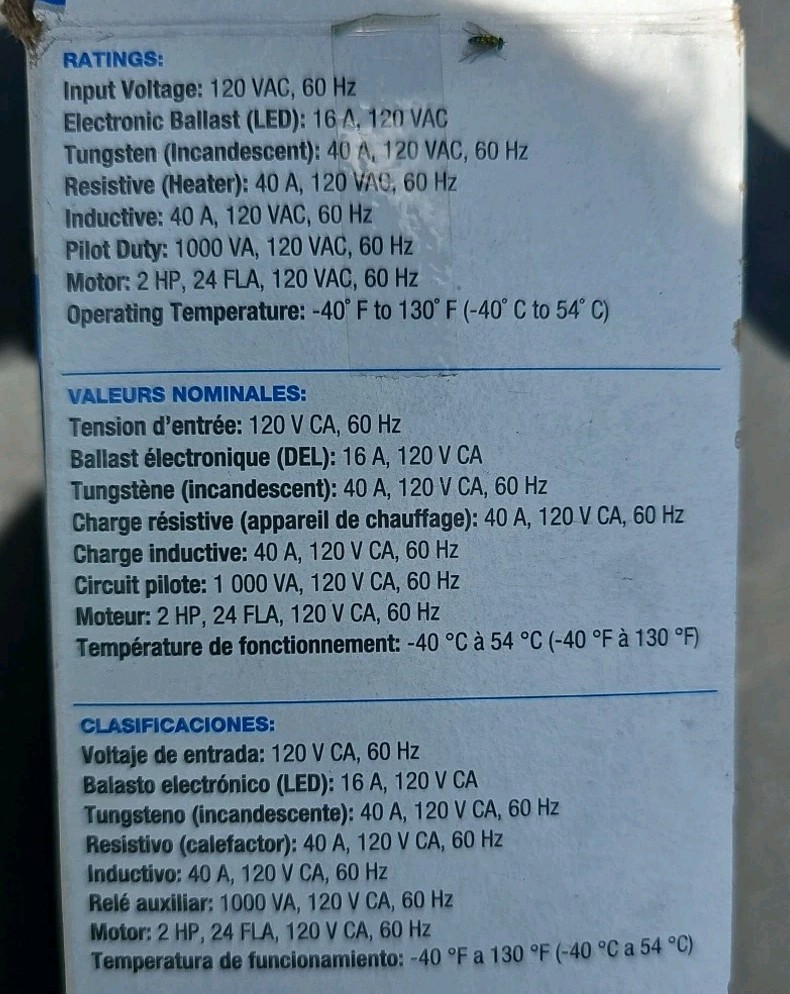 RATINGS:
Input Voltage: 120 VAC, 60 Hz
Electronic Ballast (LED): 16 A, 120 VAC
Tungsten (Incandescent): 40 A, 120 VAC, 60 Hz
Resistive (Heater): 40 A, 120 VAC, 60 Hz
Inductive: 40 A, 120 VAC, 60 Hz
Pilot Duty: 1000 VA, 120 VAC, 60 Hz
Motor: 2 HP, 24 FLA, 120 VAC, 60 Hz
Operating Temperature: -40° F to 130° F (-40° C to 54° C)
VALEURS NOMINALES:
Tension d'entrée: 120 V CA, 60 Hz
Ballast électronique (DEL): 16 A, 120 V CA
Tungstène (incandescent): 40 A, 120 V CA, 60 Hz
Charge résistive (appareil de chauffage): 40 A, 120 V CA, 60 Hz
Charge inductive: 40 A, 120 V CA, 60 Hz
Circuit pilote: 1 000 VA, 120 V CA, 60 Hz
Moteur: 2 HP, 24 FLA, 120 V CA, 60 Hz
Température de fonctionnement: -40 °C à 54 °C (-40 °F à 130 °F)
CLASIFICACIONES:
Voltaje de entrada: 120 V CA, 60 Hz
Balasto electrónico (LED): 16 A, 120 V CA
Tungsteno (incandescente): 40 A, 120 V CA, 60 Hz
Resistivo (calefactor): 40 A, 120 V CA, 60 Hz
Inductivo: 40 A, 120 V CA, 60 Hz
Relé auxiliar: 1000 VA, 120 V CA, 60 Hz
Motor: 2 HP, 24 FLA, 120 V CA, 60 Hz
Temperatura de funcionamiento: -40 °F a 130 °F (-40 °C a 54 °C)